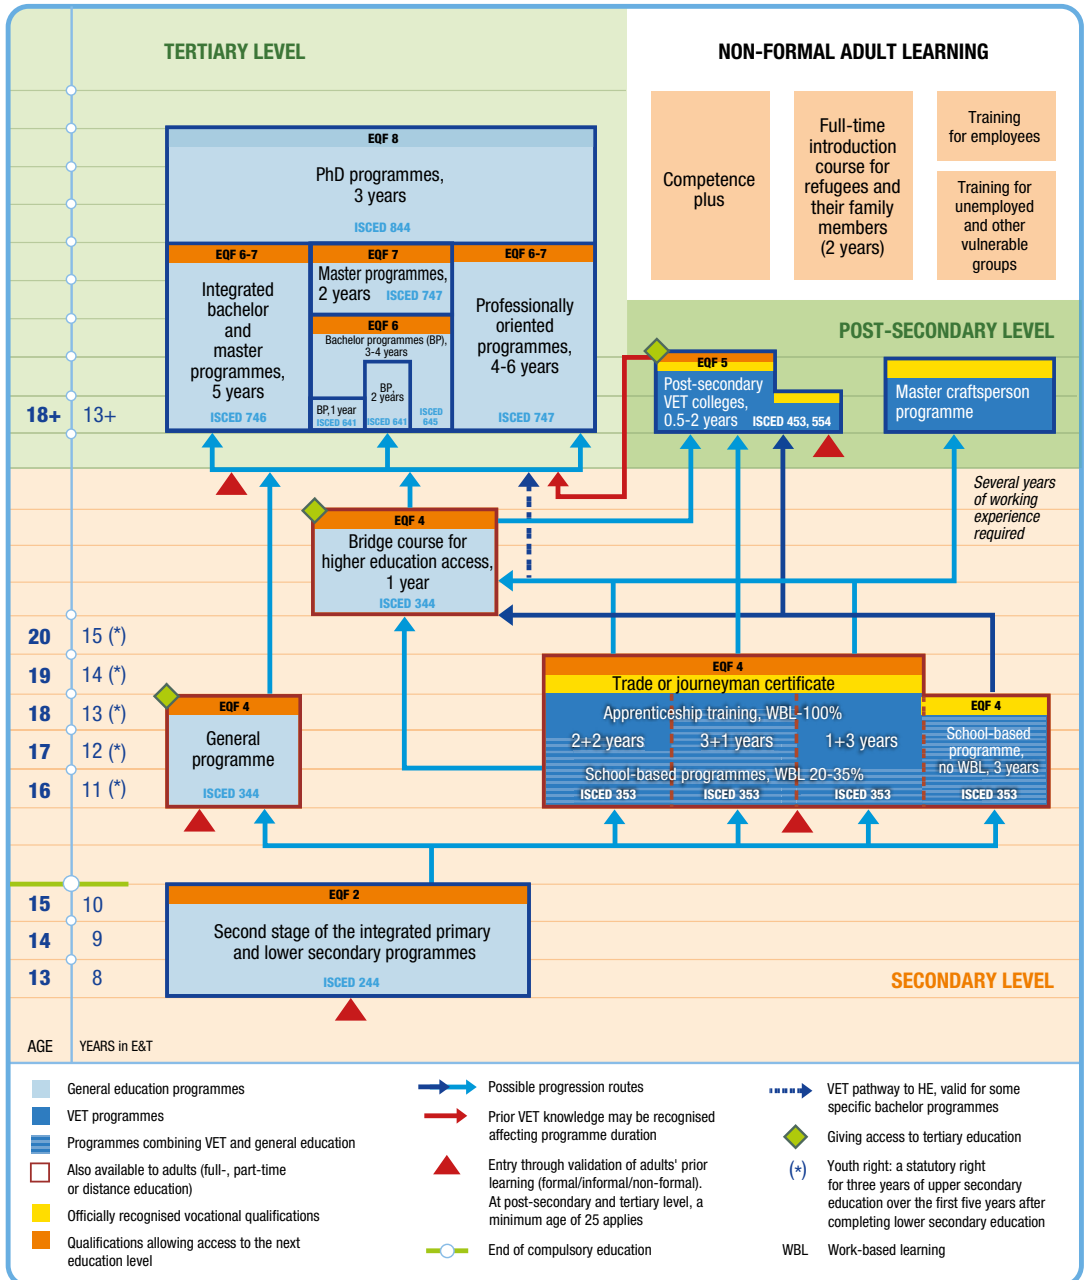 TERTIARY LEVEL
NON-FORMAL ADULT LEARNING
Competence
plus
Full-time
introduction
course for
refugees and
their family
members
(2 years)
Training
for employees
Training for
unemployed
and other
vulnerable
groups
EQF 8
PhD programmes,
3 years
ISCED 844
EQF 6-7
Integrated
bachelor
and
master
programmes,
5 years
ISCED 746
EQF 7
Master programmes,
2 years ISCED 747
EQF 6
Bachelor programmes (BP),
3-4 years
BP, 1 year
ISCED 641
BP,
2 years
ISCED 641
ISCED
645
EQF 6-7
Professionally
oriented
programmes,
4-6 years
ISCED 747
POST-SECONDARY LEVEL
EQF 5
Post-secondary
VET colleges,
0.5-2 years ISCED 453, 554
Master craftsperson
programme
18+ 13+
Several years
of working
experience
required
EQF 4
Bridge course for
higher education access,
1 year
ISCED 344
20 15 (*)
19 14 (*)
18 13 (*)
17 12 (*)
16 11 (*)
EQF 4
General
programme
ISCED 344
EQF 4
Trade or journeyman certificate
Apprenticeship training, WBL-100%
2+2 years 3+1 years 1+3 years
School-based programmes, WBL 20-35%
ISCED 353 ISCED 353 ISCED 353
EQF 4
School-based
programme,
no WBL, 3 years
ISCED 353
15 10
14 9
13 8
EQF 2
Second stage of the integrated primary
and lower secondary programmes
ISCED 244
SECONDARY LEVEL
AGE YEARS in E&T
General education programmes
VET programmes
Programmes combining VET and general education
Also available to adults (full-, part-time
or distance education)
Officially recognised vocational qualifications
Qualifications allowing access to the next
education level
Possible progression routes
Prior VET knowledge may be recognised
affecting programme duration
Entry through validation of adults' prior
learning (formal/informal/non-formal).
At post-secondary and tertiary level, a
minimum age of 25 applies
End of compulsory education
VET pathway to HE, valid for some
specific bachelor programmes
Giving access to tertiary education
(*) Youth right: a statutory right
for three years of upper secondary
education over the first five years after
completing lower secondary education
WBL Work-based learning